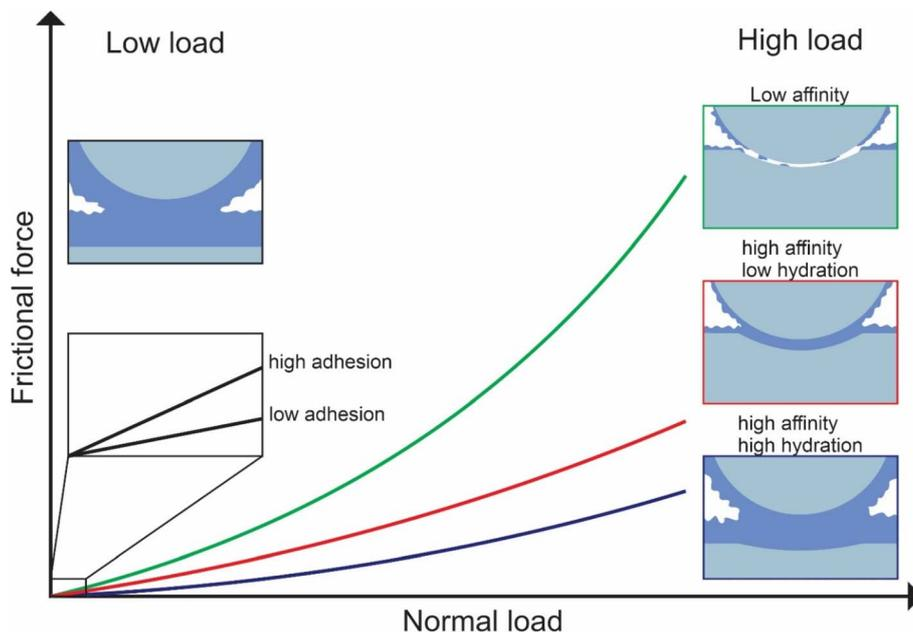 Low load
High load
Low affinity
high affinity
low hydration
high adhesion
low adhesion
high affinity
high hydration
Frictional force
Normal load